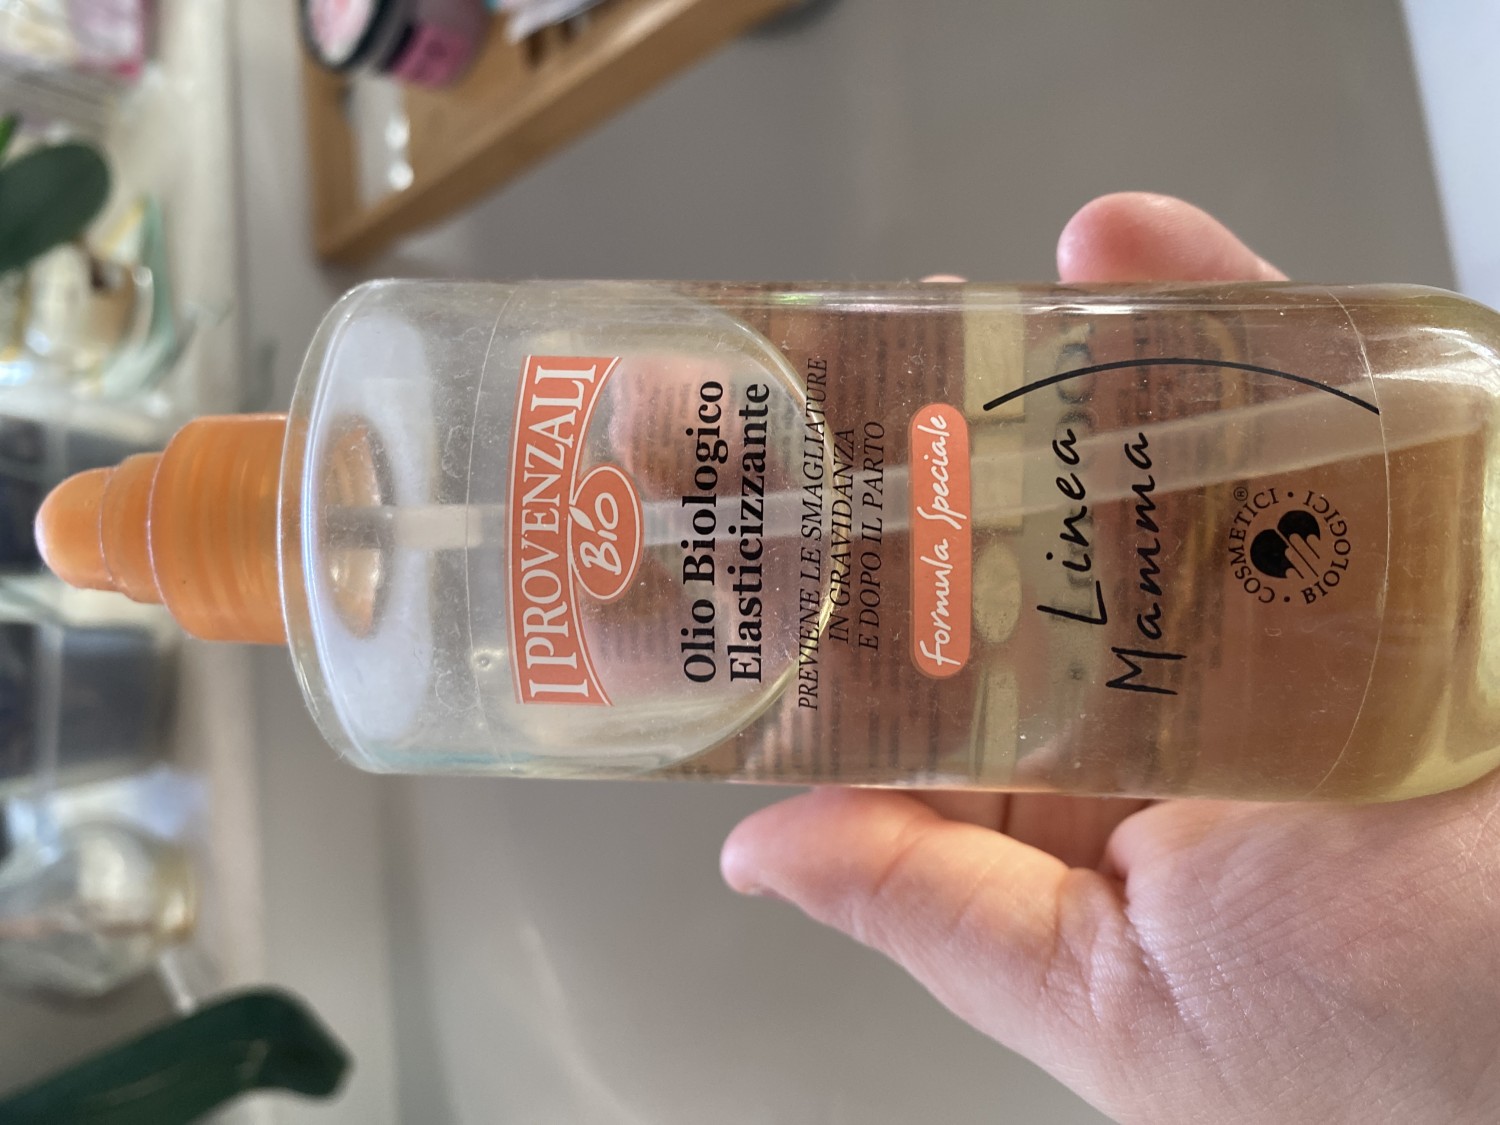 I PROVENZALI
BIO
Olio Biologico
Elasticizzante
PREVIENE LE SMAGLIATURE
IN GRAVIDANZA
E DOPO IL PARTO
Formula Speciale
Linea
Mamma
COSMETICI®
• BIOLOGICI •